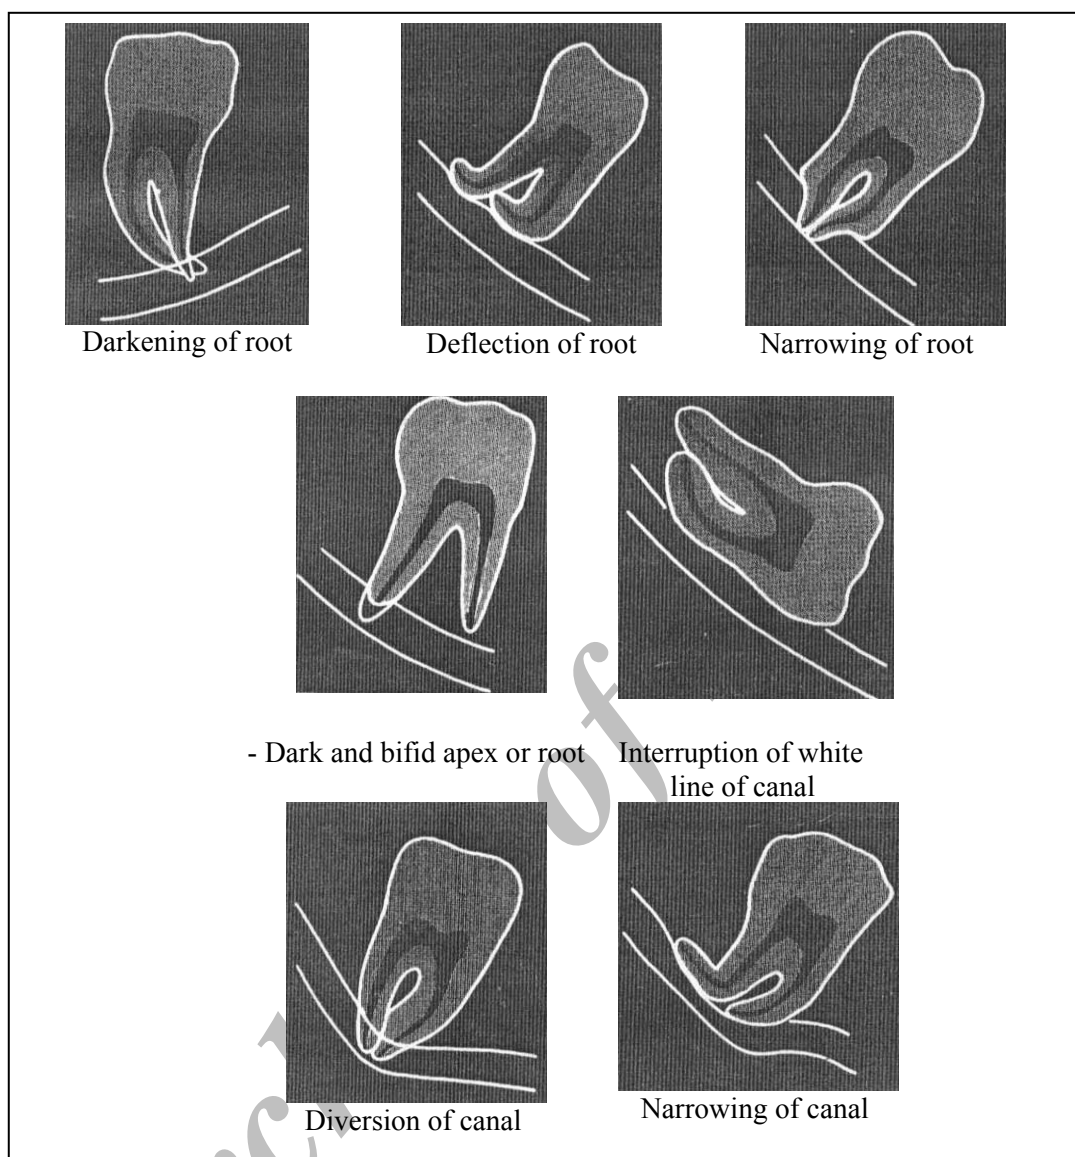 Darkening of root
Deflection of root
Narrowing of root
- Dark and bifid apex or root
Interruption of white
line of canal
Diversion of canal
Narrowing of canal
of